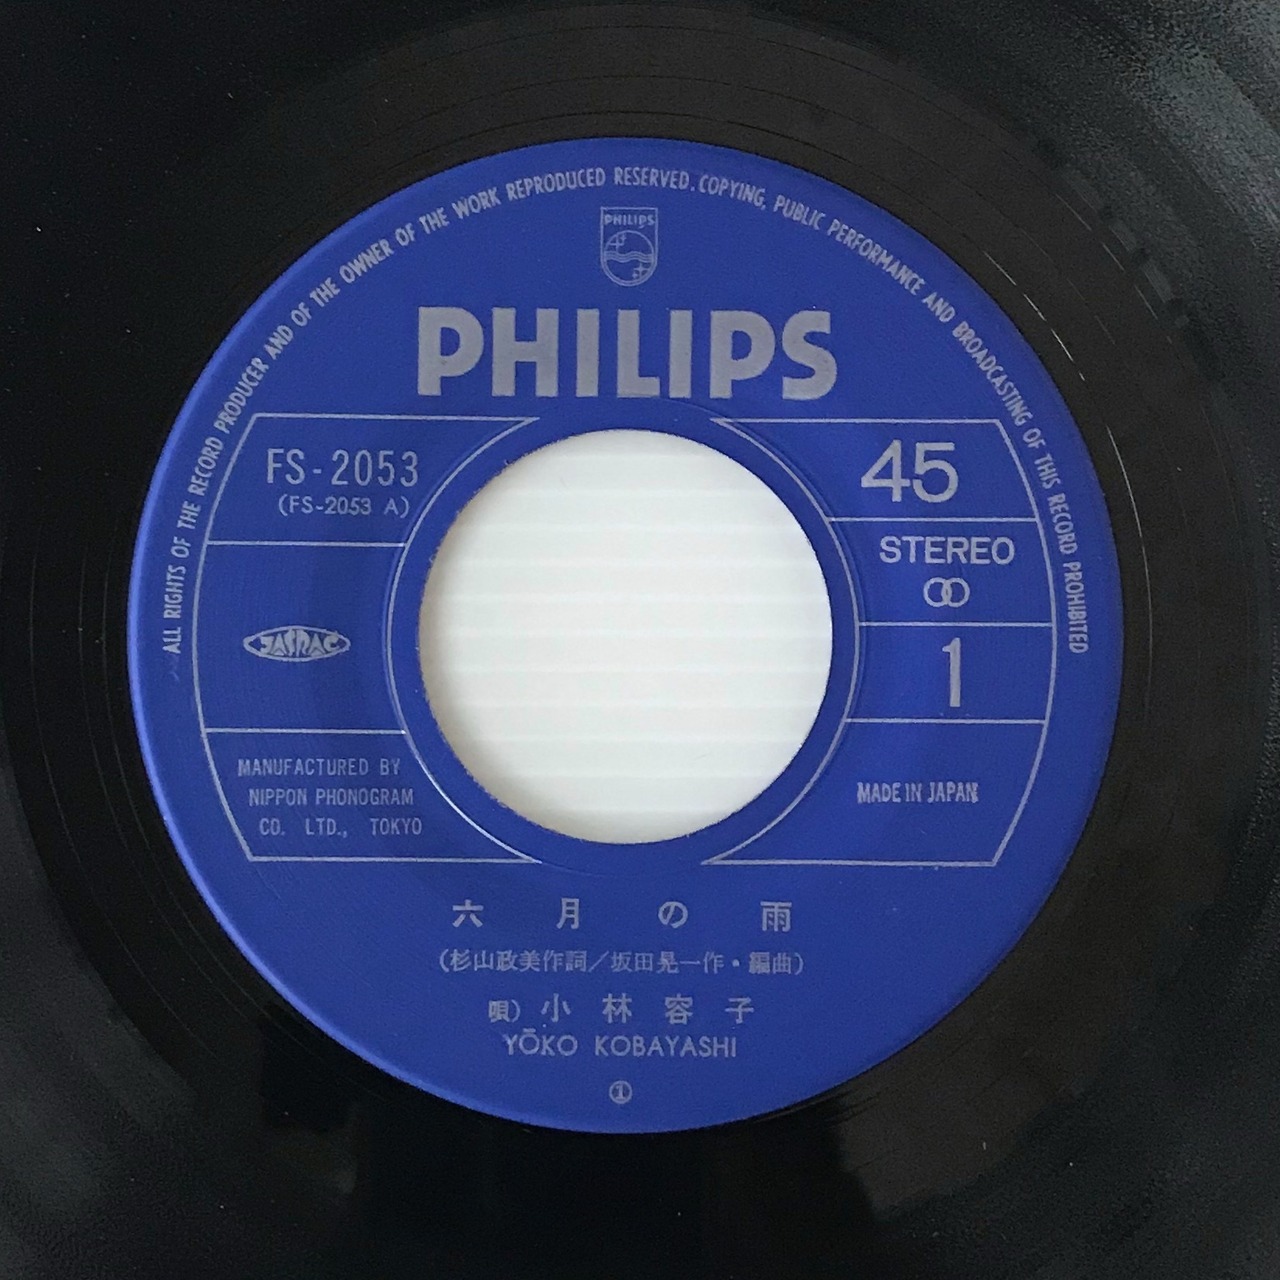 ALL RIGHTS OF THE RECORD PRODUCER AND OF THE OWNER OF THE WORK REPRODUCED RESERVED. COPYING, PUBLIC PERFORMANCE AND BROADCASTING OF THIS RECORD PROHIBITED
PHILIPS
PHILIPS
FS-2053
(FS-2053 A)
45
STEREO
JASRAC
1
MANUFACTURED BY
NIPPON PHONOGRAM
CO. LTD., TOKYO
MADE IN JAPAN
六月の雨
(杉山政美作詞／坂田晃一作・編曲)
唄)小林容子
YŌKO KOBAYASHI
①